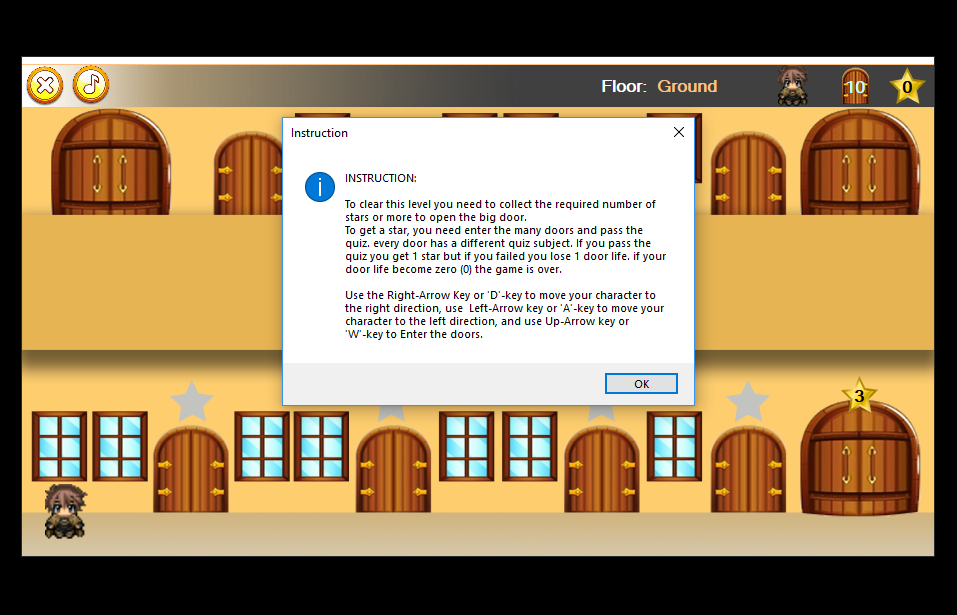 Floor: Ground
10
0
Instruction
INSTRUCTION:
To clear this level you need to collect the required number of
stars or more to open the big door.
To get a star, you need enter the many doors and pass the
quiz. every door has a different quiz subject. If you pass the
quiz you get 1 star but if you failed you lose 1 door life. if your
door life become zero (0) the game is over.
Use the Right-Arrow Key or 'D'-key to move your character to
the right direction, use  Left-Arrow key or 'A'-key to move your
character to the left direction, and use Up-Arrow key or
'W'-key to Enter the doors.
OK
3